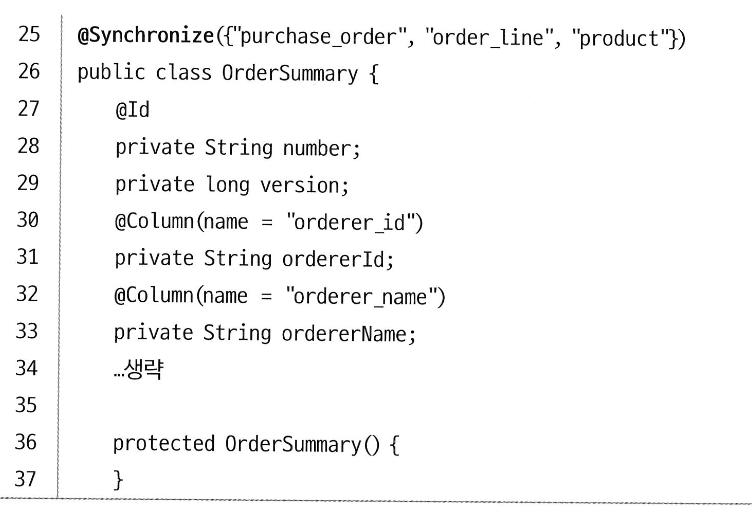 25 @Synchronize({"purchase_order", "order_line", "product"})
26 public class OrderSummary {
27     @Id
28     private String number;
29     private long version;
30     @Column(name = "orderer_id")
31     private String ordererId;
32     @Column(name = "orderer_name")
33     private String ordererName;
34     …생략
35
36     protected OrderSummary() {
37     }